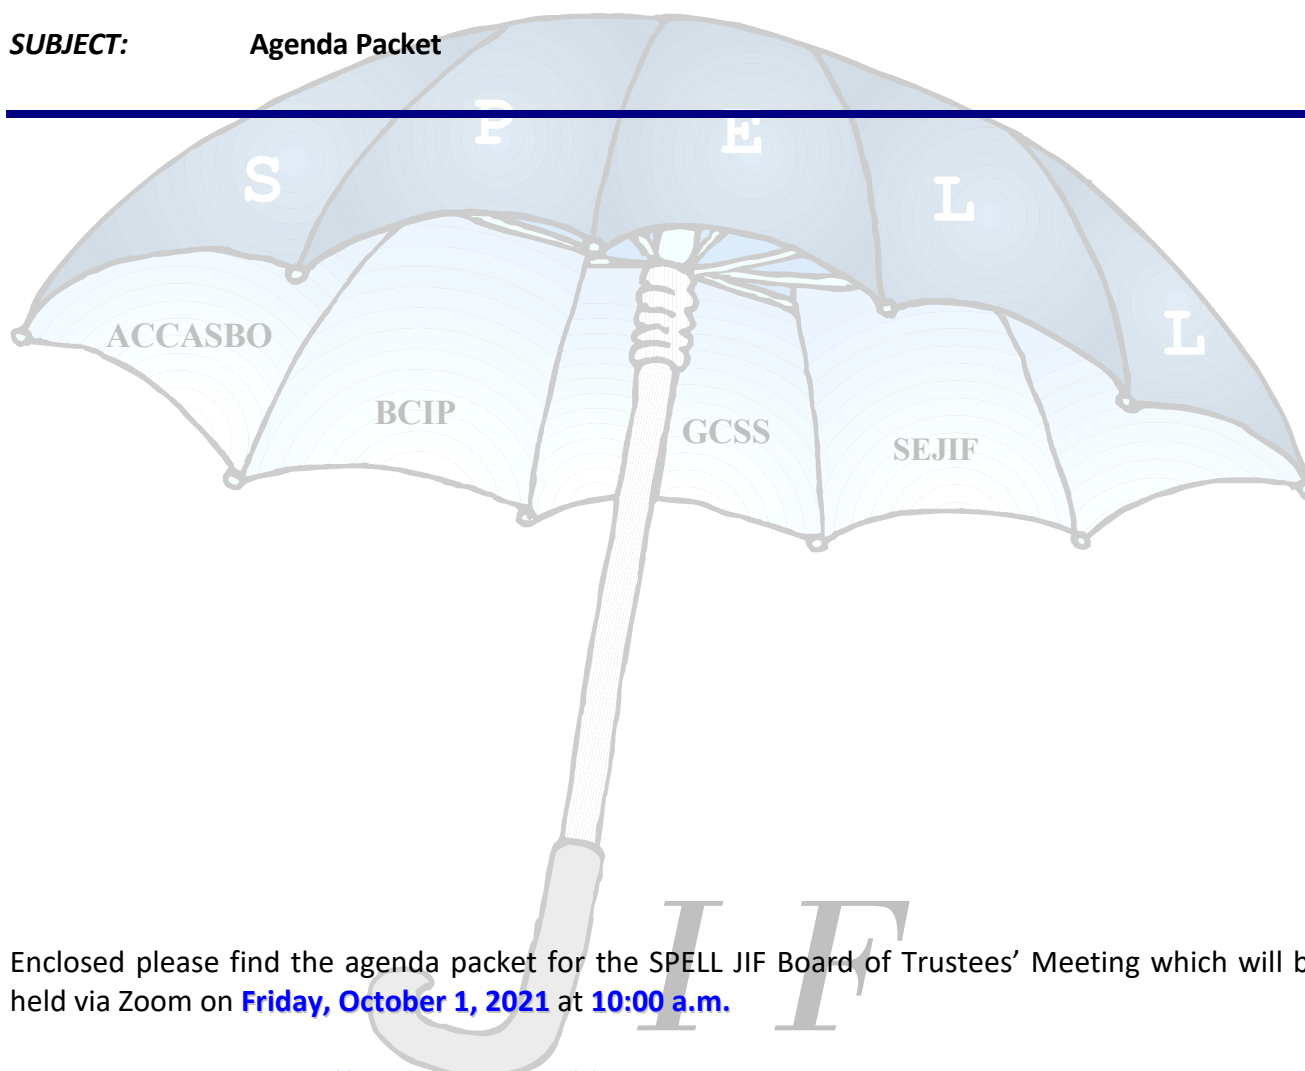 SUBJECT: Agenda Packet
S P E L L
ACCASBO
BCIP
GCSS
SEJIF
I F
Enclosed please find the agenda packet for the SPELL JIF Board of Trustees’ Meeting which will b
held via Zoom on Friday, October 1, 2021 at 10:00 a.m.